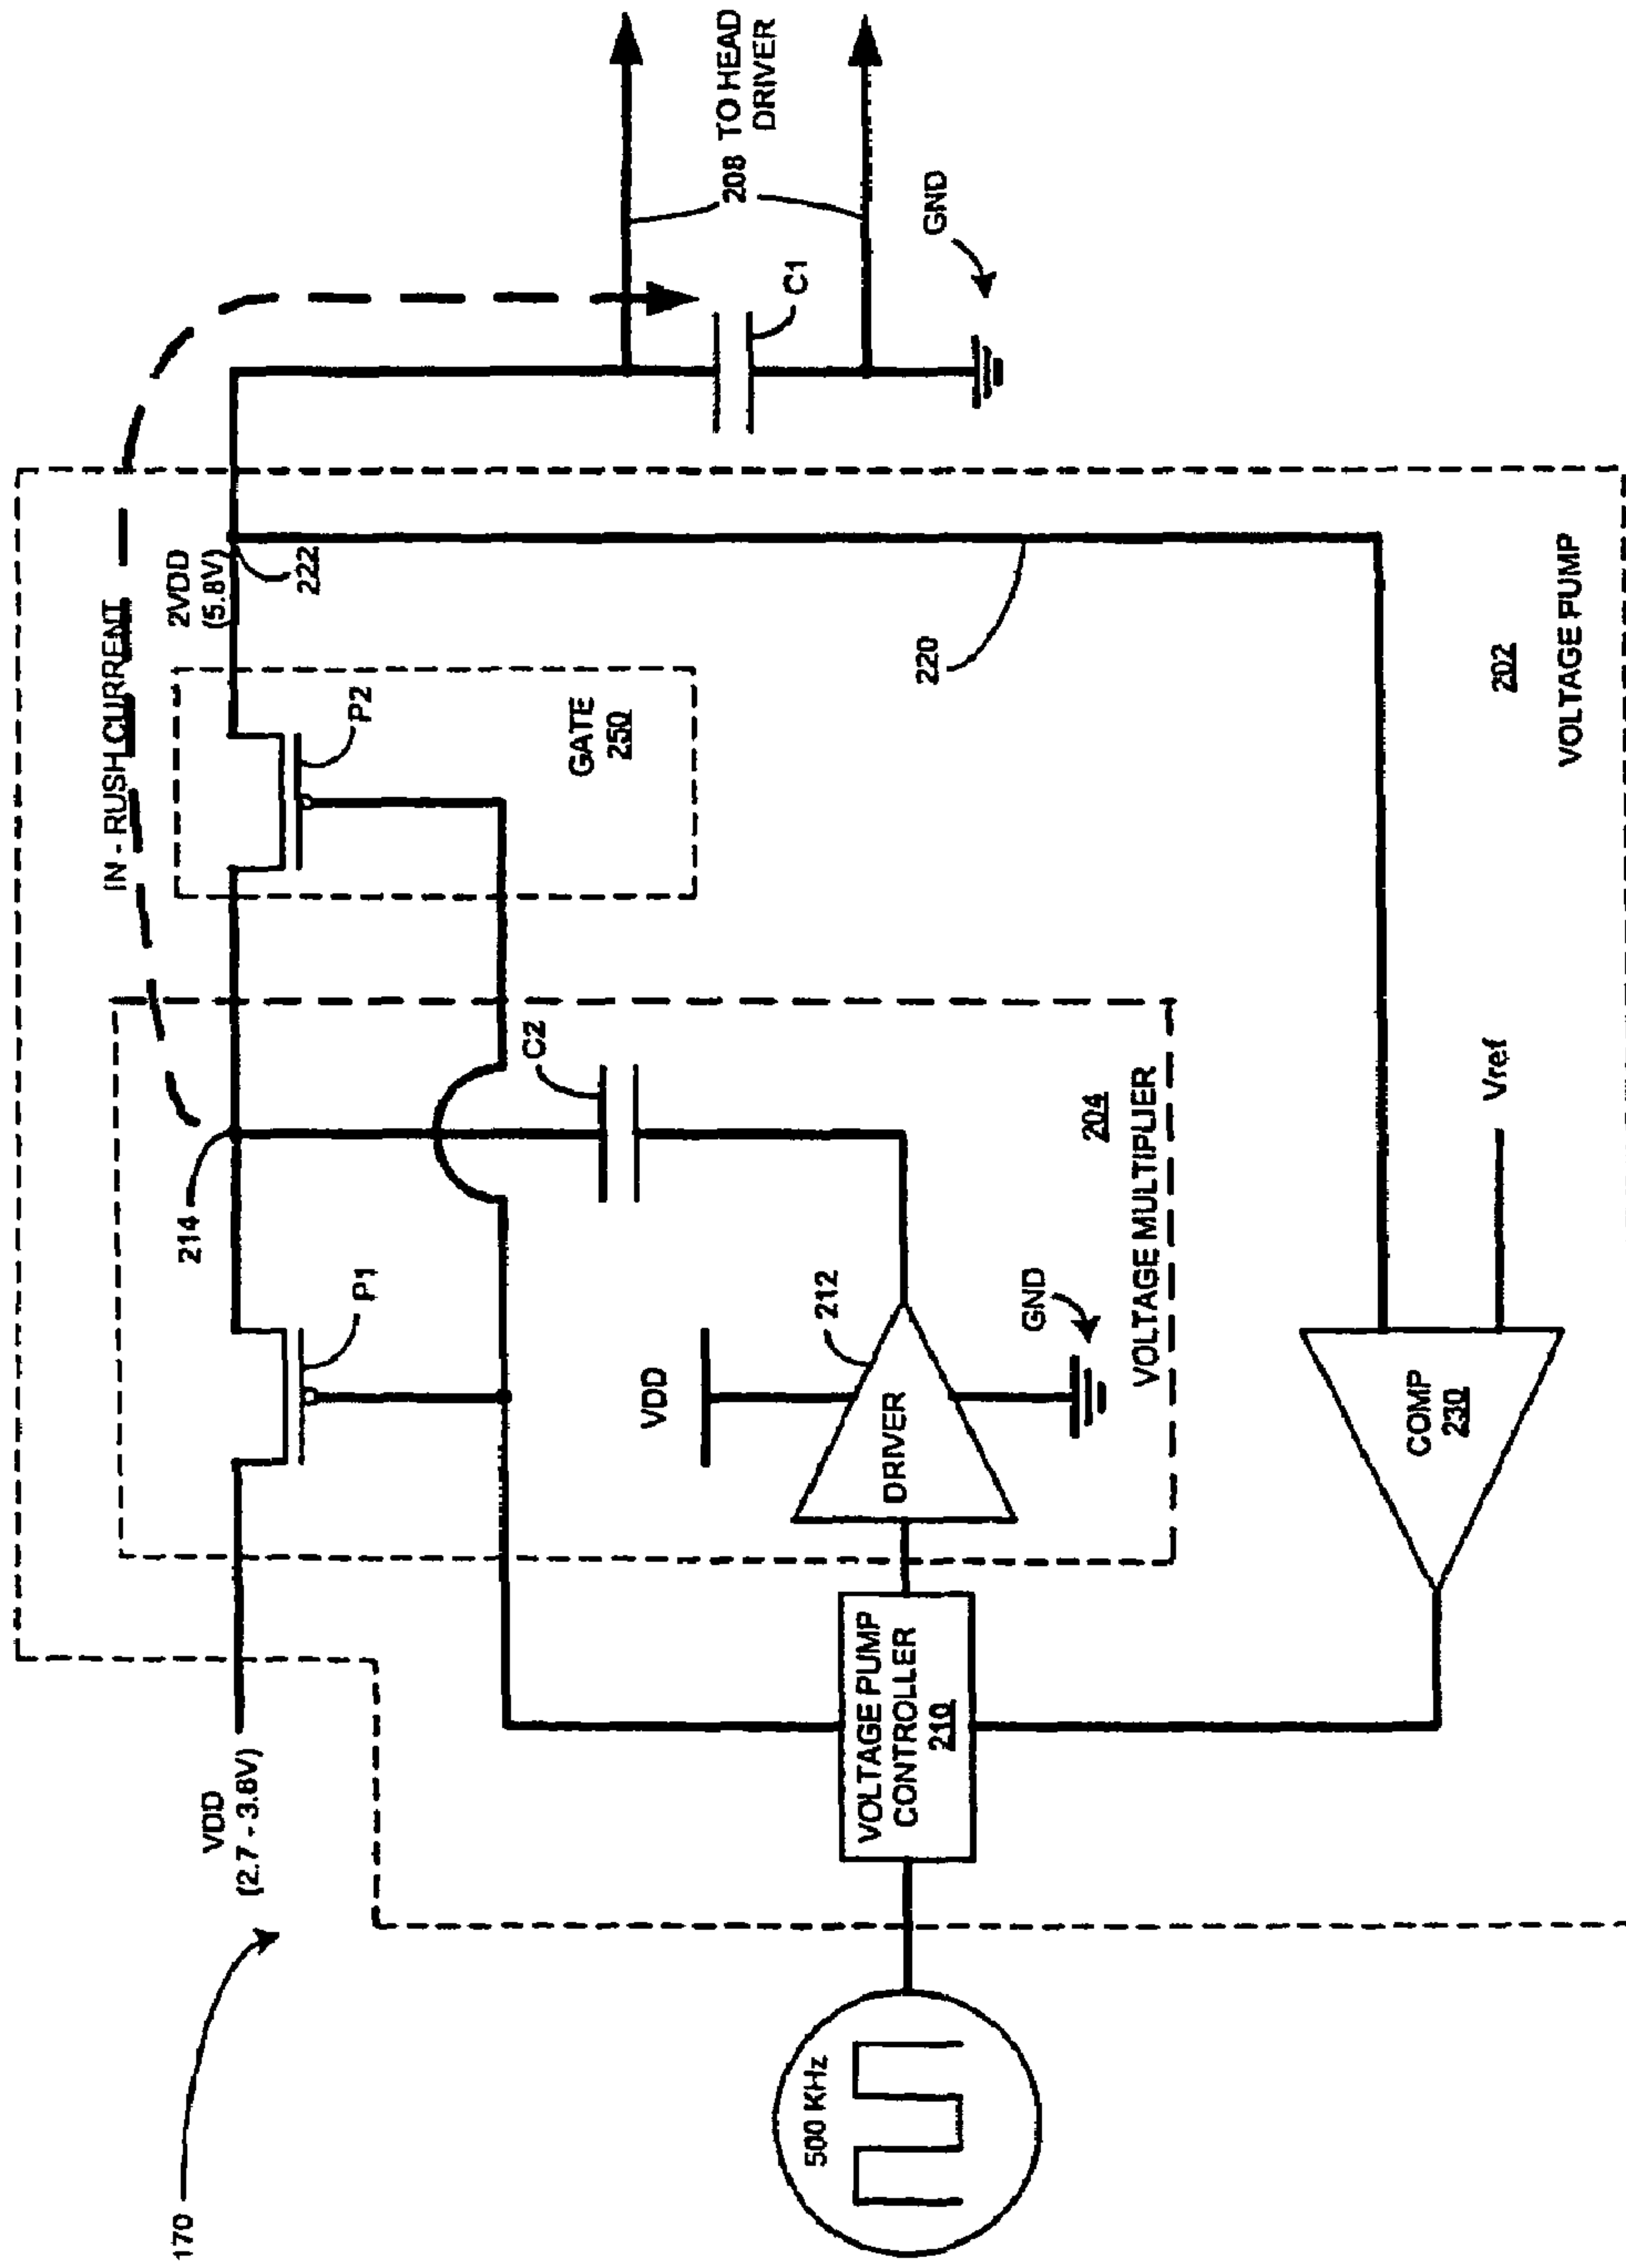 170
VDD
(2.7 - 3.6V)
IN - RUSH CURRENT
214
P1
P2
GATE
250
2VDD
(5.8V)
222
C1
208 TO HEAD
DRIVER
GND
C2
VDD
212
DRIVER
GND
204
VOLTAGE MULTIPLIER
220
500 KHz
VOLTAGE PUMP
CONTROLLER
210
COMP
230
Vref
202
VOLTAGE PUMP